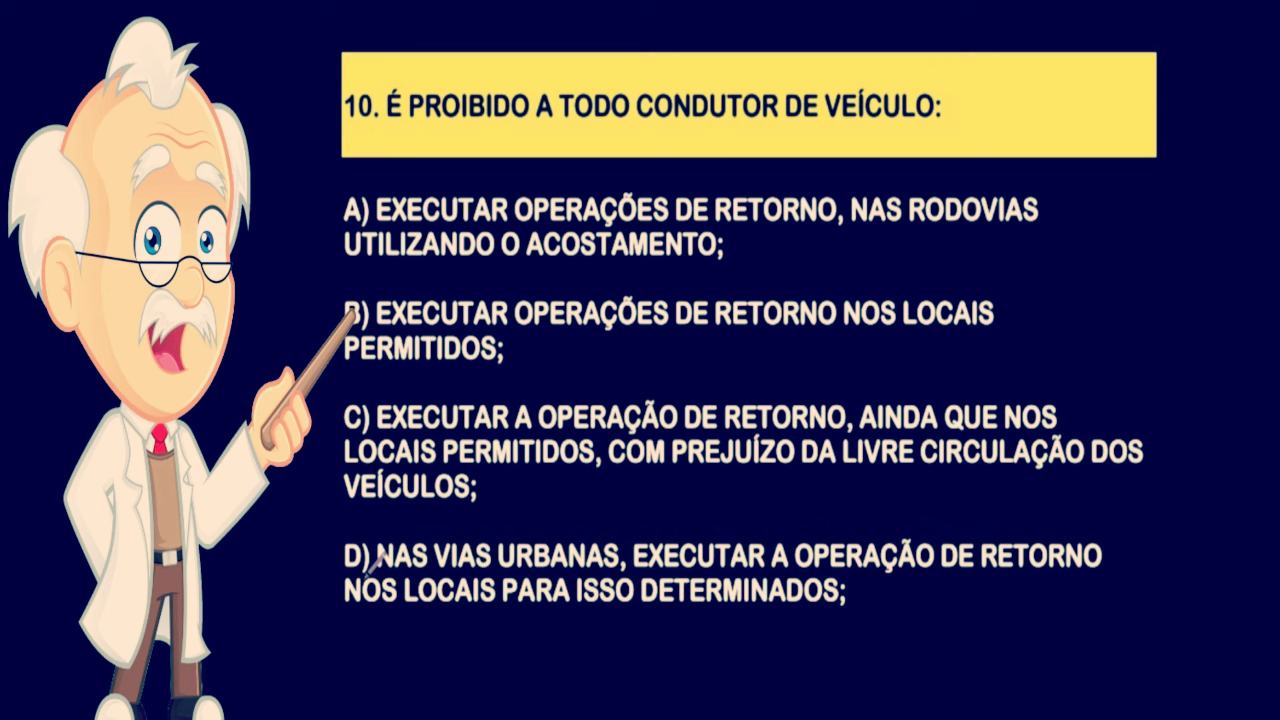 10. É PROIBIDO A TODO CONDUTOR DE VEÍCULO:
A) EXECUTAR OPERAÇÕES DE RETORNO, NAS RODOVIAS
UTILIZANDO O ACOSTAMENTO;
B) EXECUTAR OPERAÇÕES DE RETORNO NOS LOCAIS
PERMITIDOS;
C) EXECUTAR A OPERAÇÃO DE RETORNO, AINDA QUE NOS
LOCAIS PERMITIDOS, COM PREJUÍZO DA LIVRE CIRCULAÇÃO DOS
VEÍCULOS;
D) NAS VIAS URBANAS, EXECUTAR A OPERAÇÃO DE RETORNO
NOS LOCAIS PARA ISSO DETERMINADOS;